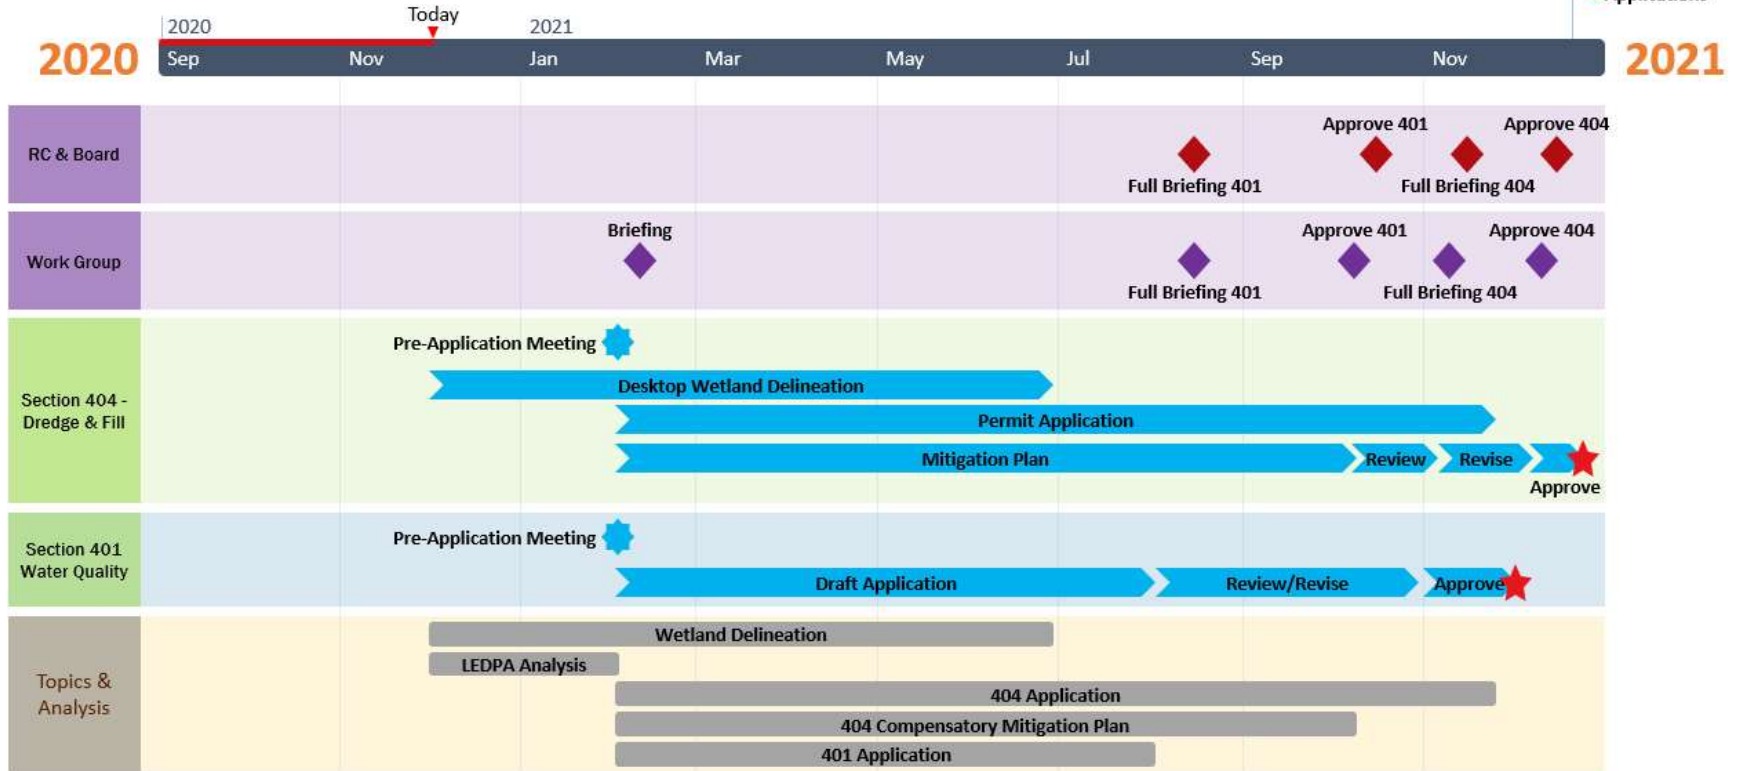 Today
2020
2021
2020
Sep
Nov
Jan
Mar
May
Jul
Sep
Nov
2021
RC & Board
Approve 401
Approve 404
Full Briefing 401
Full Briefing 404
Work Group
Briefing
Approve 401
Approve 404
Full Briefing 401
Full Briefing 404
Section 404 -
Dredge & Fill
Pre-Application Meeting
Desktop Wetland Delineation
Permit Application
Mitigation Plan
Review
Revise
Approve
Section 401
Water Quality
Pre-Application Meeting
Draft Application
Review/Revise
Approve
Topics &
Analysis
Wetland Delineation
LEDPA Analysis
404 Application
404 Compensatory Mitigation Plan
401 Application